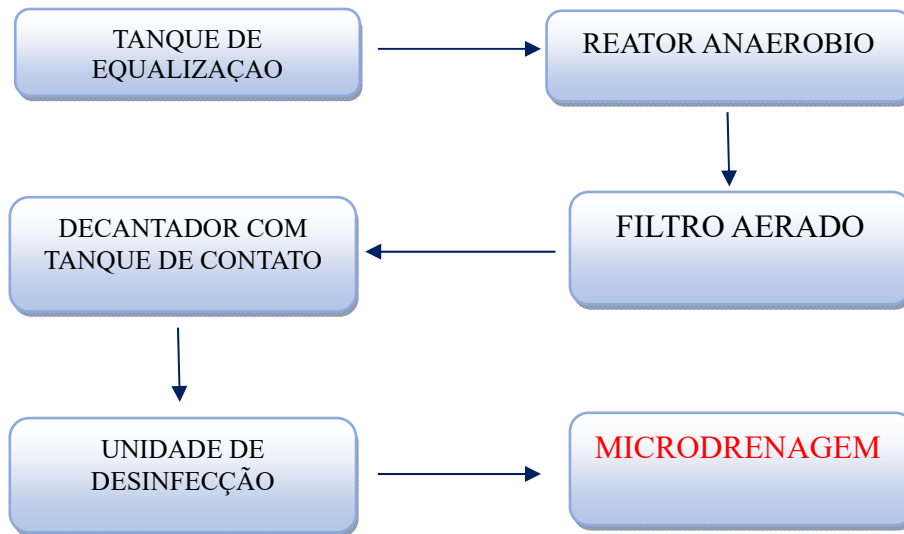 TANQUE DE
EQUALIZAÇAO
REATOR ANAEROBIO
FILTRO AERADO
DECANTADOR COM
TANQUE DE CONTATO
UNIDADE DE
DESINFECÇÃO
MICRODRENAGEM